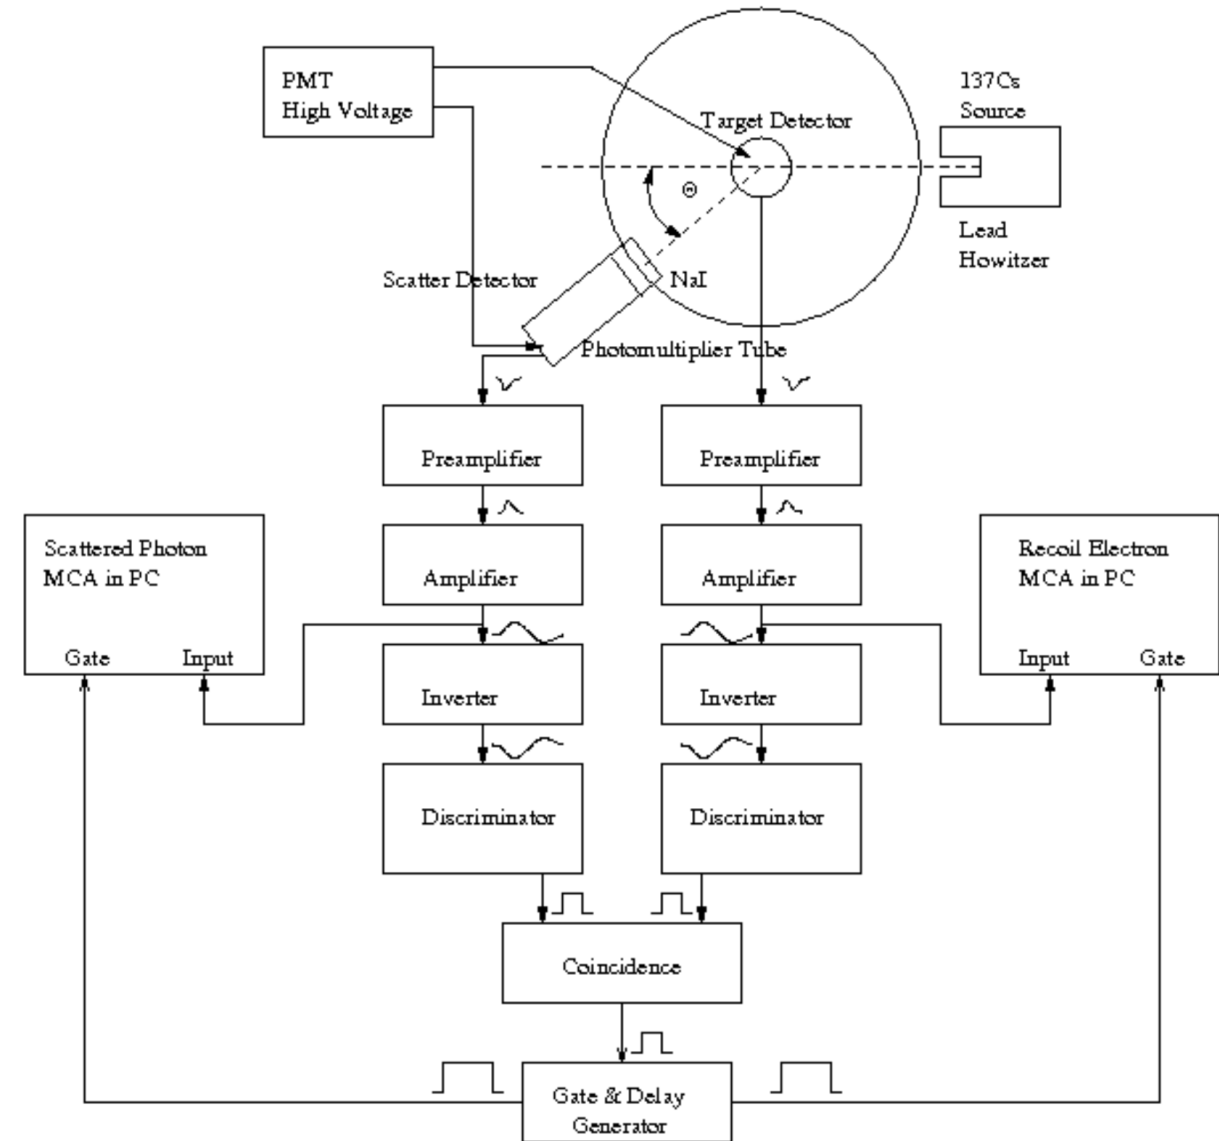 PMT
High Voltage
137Cs
Source
Target Detector
Θ
Lead
Howitzer
Scatter Detector
NaI
Photomultiplier Tube
Preamplifier
Preamplifier
Scattered Photon
MCA in PC
Gate
Input
Amplifier
Amplifier
Recoil Electron
MCA in PC
Input
Gate
Inverter
Inverter
Discriminator
Discriminator
Coincidence
Gate & Delay
Generator